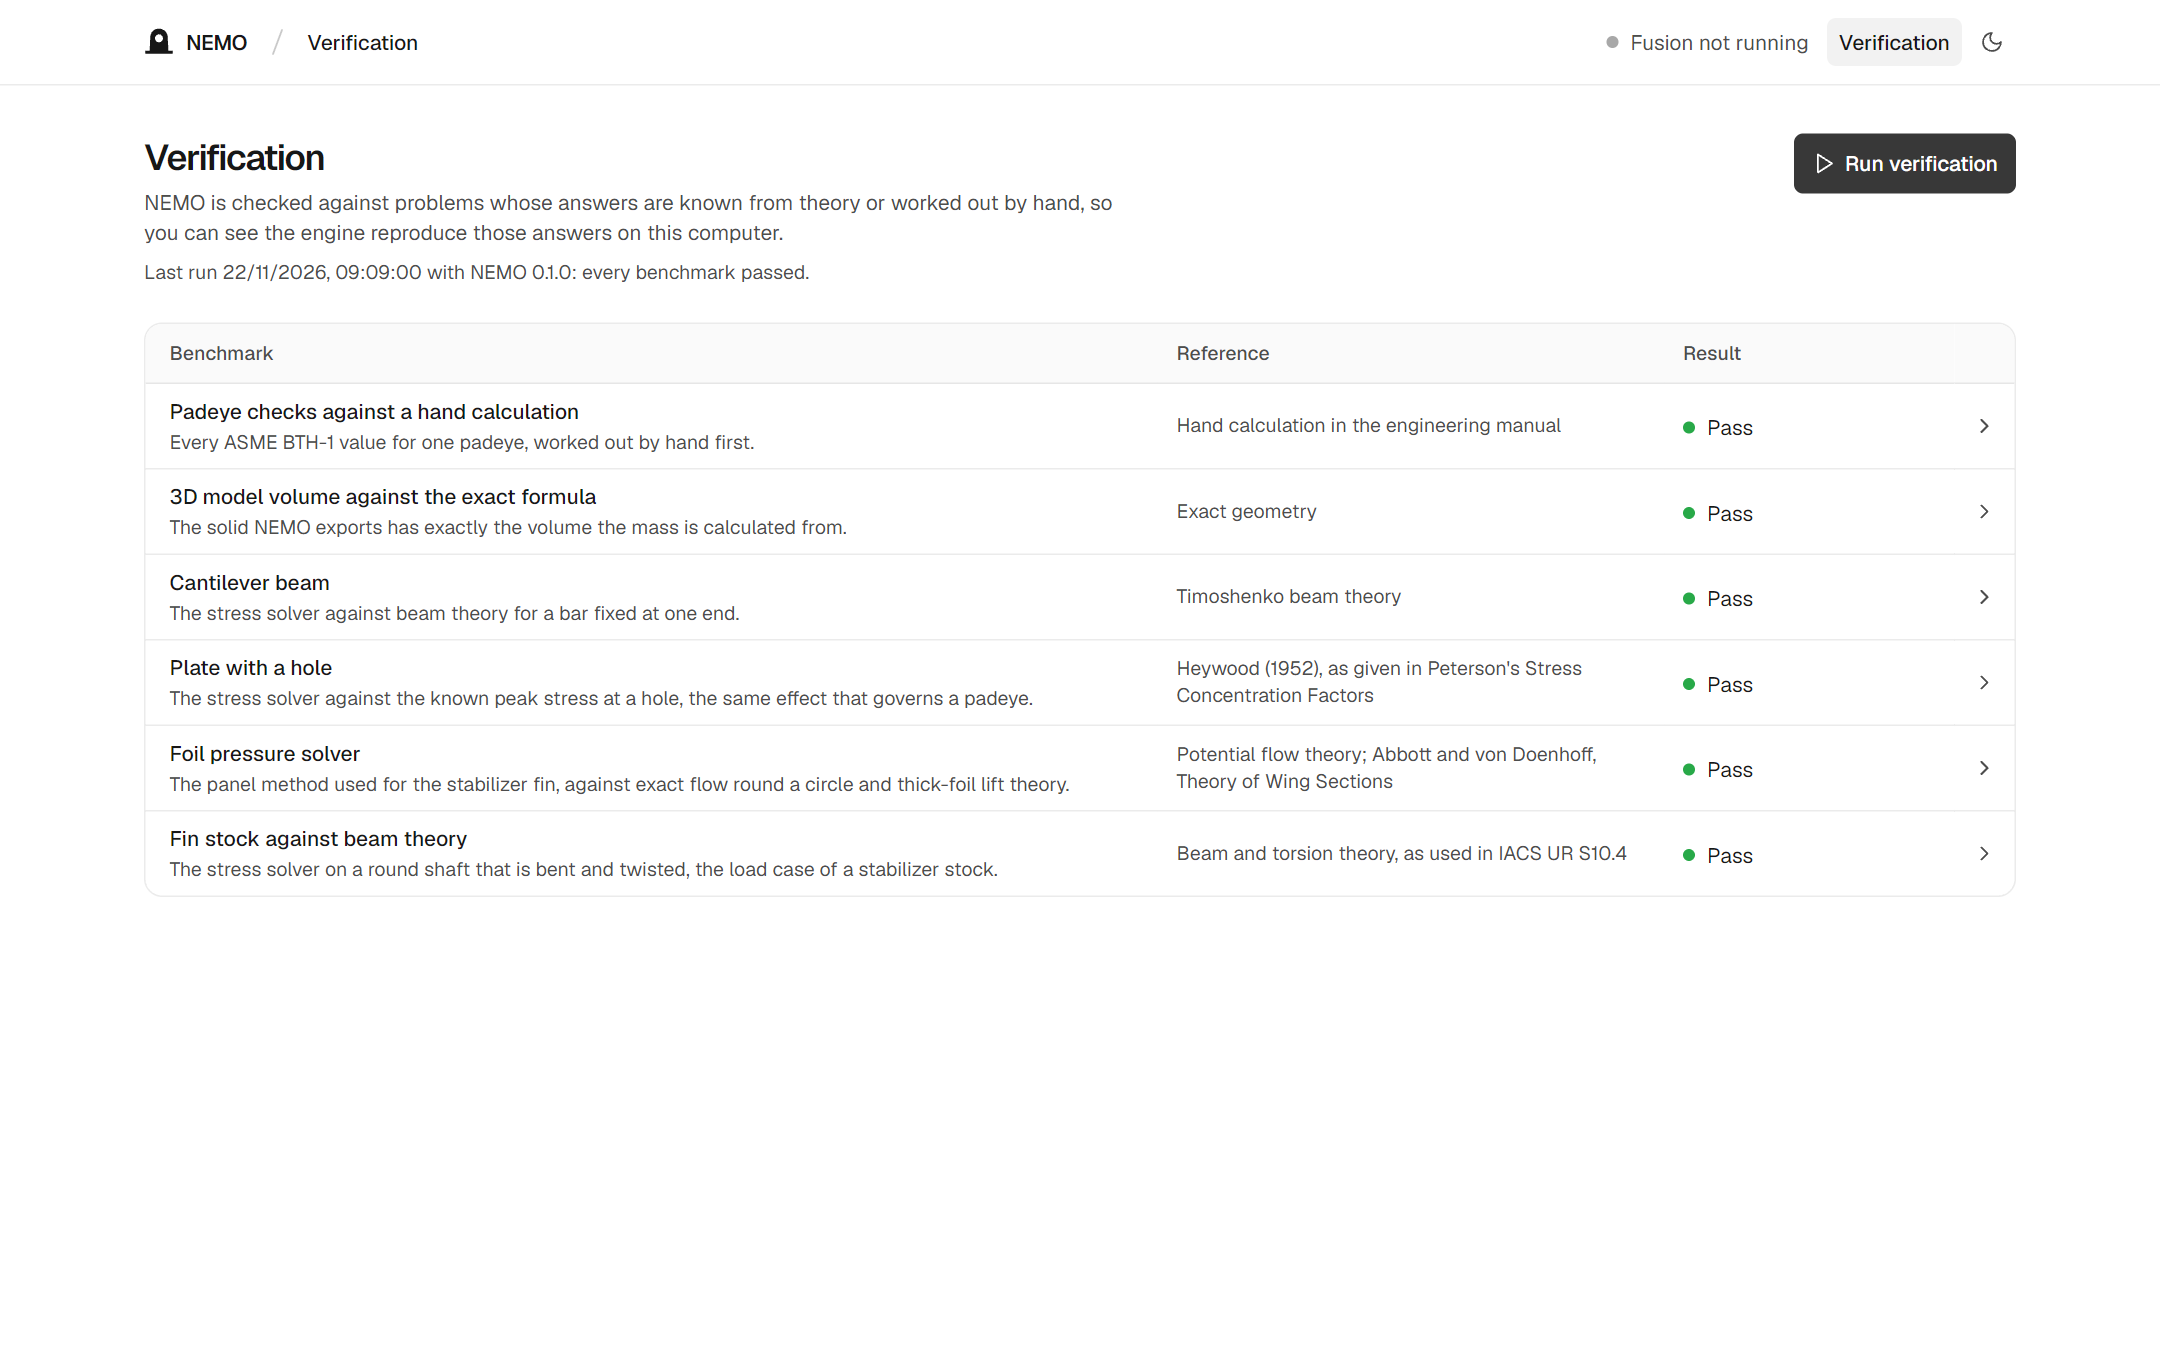 NEMO / Verification
Fusion not running
Verification
Verification
Run verification
NEMO is checked against problems whose answers are known from theory or worked out by hand, so
you can see the engine reproduce those answers on this computer.
Last run 22/11/2026, 09:09:00 with NEMO 0.1.0: every benchmark passed.
Benchmark
Reference
Result
Padeye checks against a hand calculation
Every ASME BTH-1 value for one padeye, worked out by hand first.
Hand calculation in the engineering manual
Pass
3D model volume against the exact formula
The solid NEMO exports has exactly the volume the mass is calculated from.
Exact geometry
Pass
Cantilever beam
The stress solver against beam theory for a bar fixed at one end.
Timoshenko beam theory
Pass
Plate with a hole
The stress solver against the known peak stress at a hole, the same effect that governs a padeye.
Heywood (1952), as given in Peterson's Stress
Concentration Factors
Pass
Foil pressure solver
The panel method used for the stabilizer fin, against exact flow round a circle and thick-foil lift theory.
Potential flow theory; Abbott and von Doenhoff,
Theory of Wing Sections
Pass
Fin stock against beam theory
The stress solver on a round shaft that is bent and twisted, the load case of a stabilizer stock.
Beam and torsion theory, as used in IACS UR S10.4
Pass